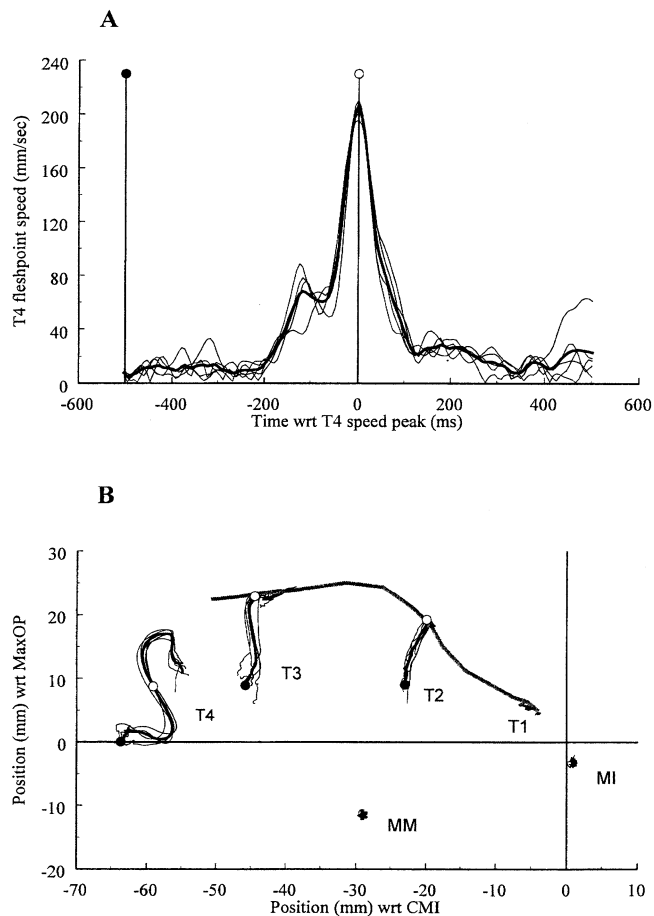 A
240
200
160
120
80
40
0
T4 fleshpoint speed (mm/sec)
-600
-400
-200
0
200
400
600
Time wrt T4 speed peak (ms)
B
30
20
10
0
-10
-20
Position (mm) wrt MaxOP
T4
T3
T2
T1
MI
MM
-70
-60
-50
-40
-30
-20
-10
0
10
Position (mm) wrt CMI